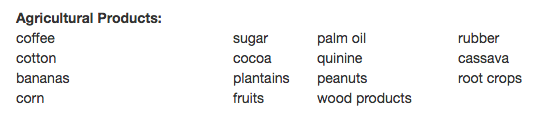 Agricultural Products:
coffee sugar palm oil rubber
cotton cocoa quinine cassava
bananas plantains peanuts root crops
corn fruits wood products